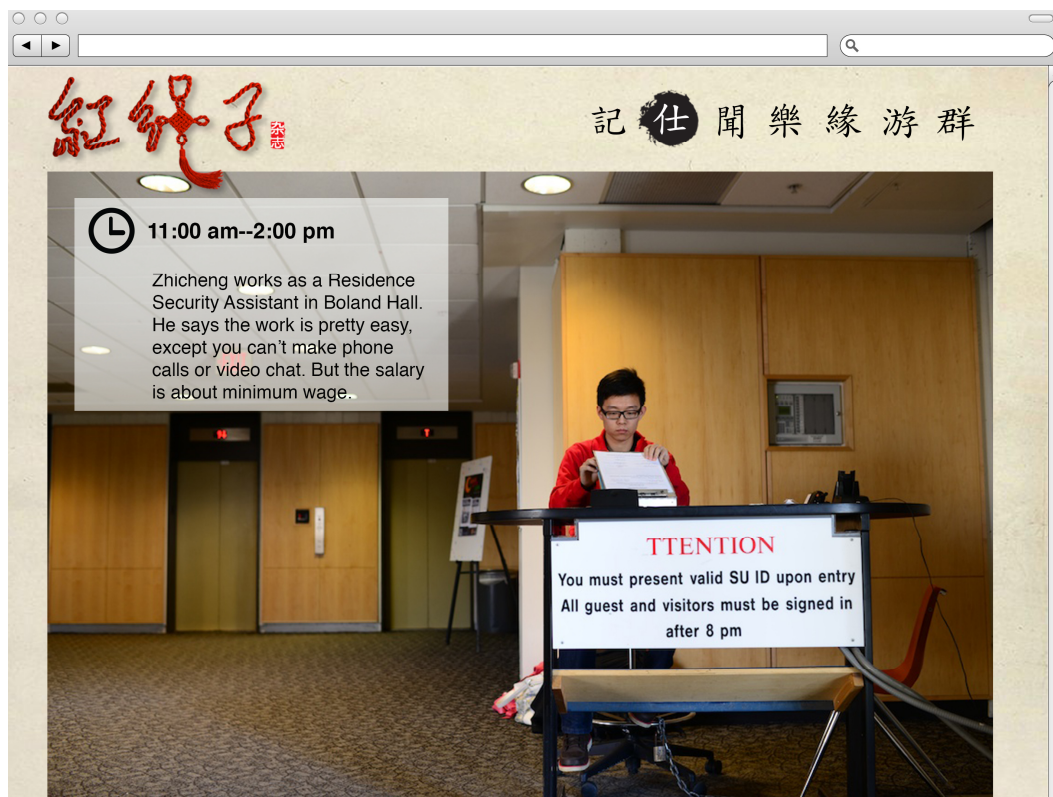 紅绳子
杂志
記 仕 聞 樂 緣 游 群
11:00 am--2:00 pm
Zhicheng works as a Residence
Security Assistant in Boland Hall.
He says the work is pretty easy,
except you can't make phone
calls or video chat. But the salary
is about minimum wage.
TTENTION
You must present valid SU ID upon entry
All guest and visitors must be signed in
after 8 pm